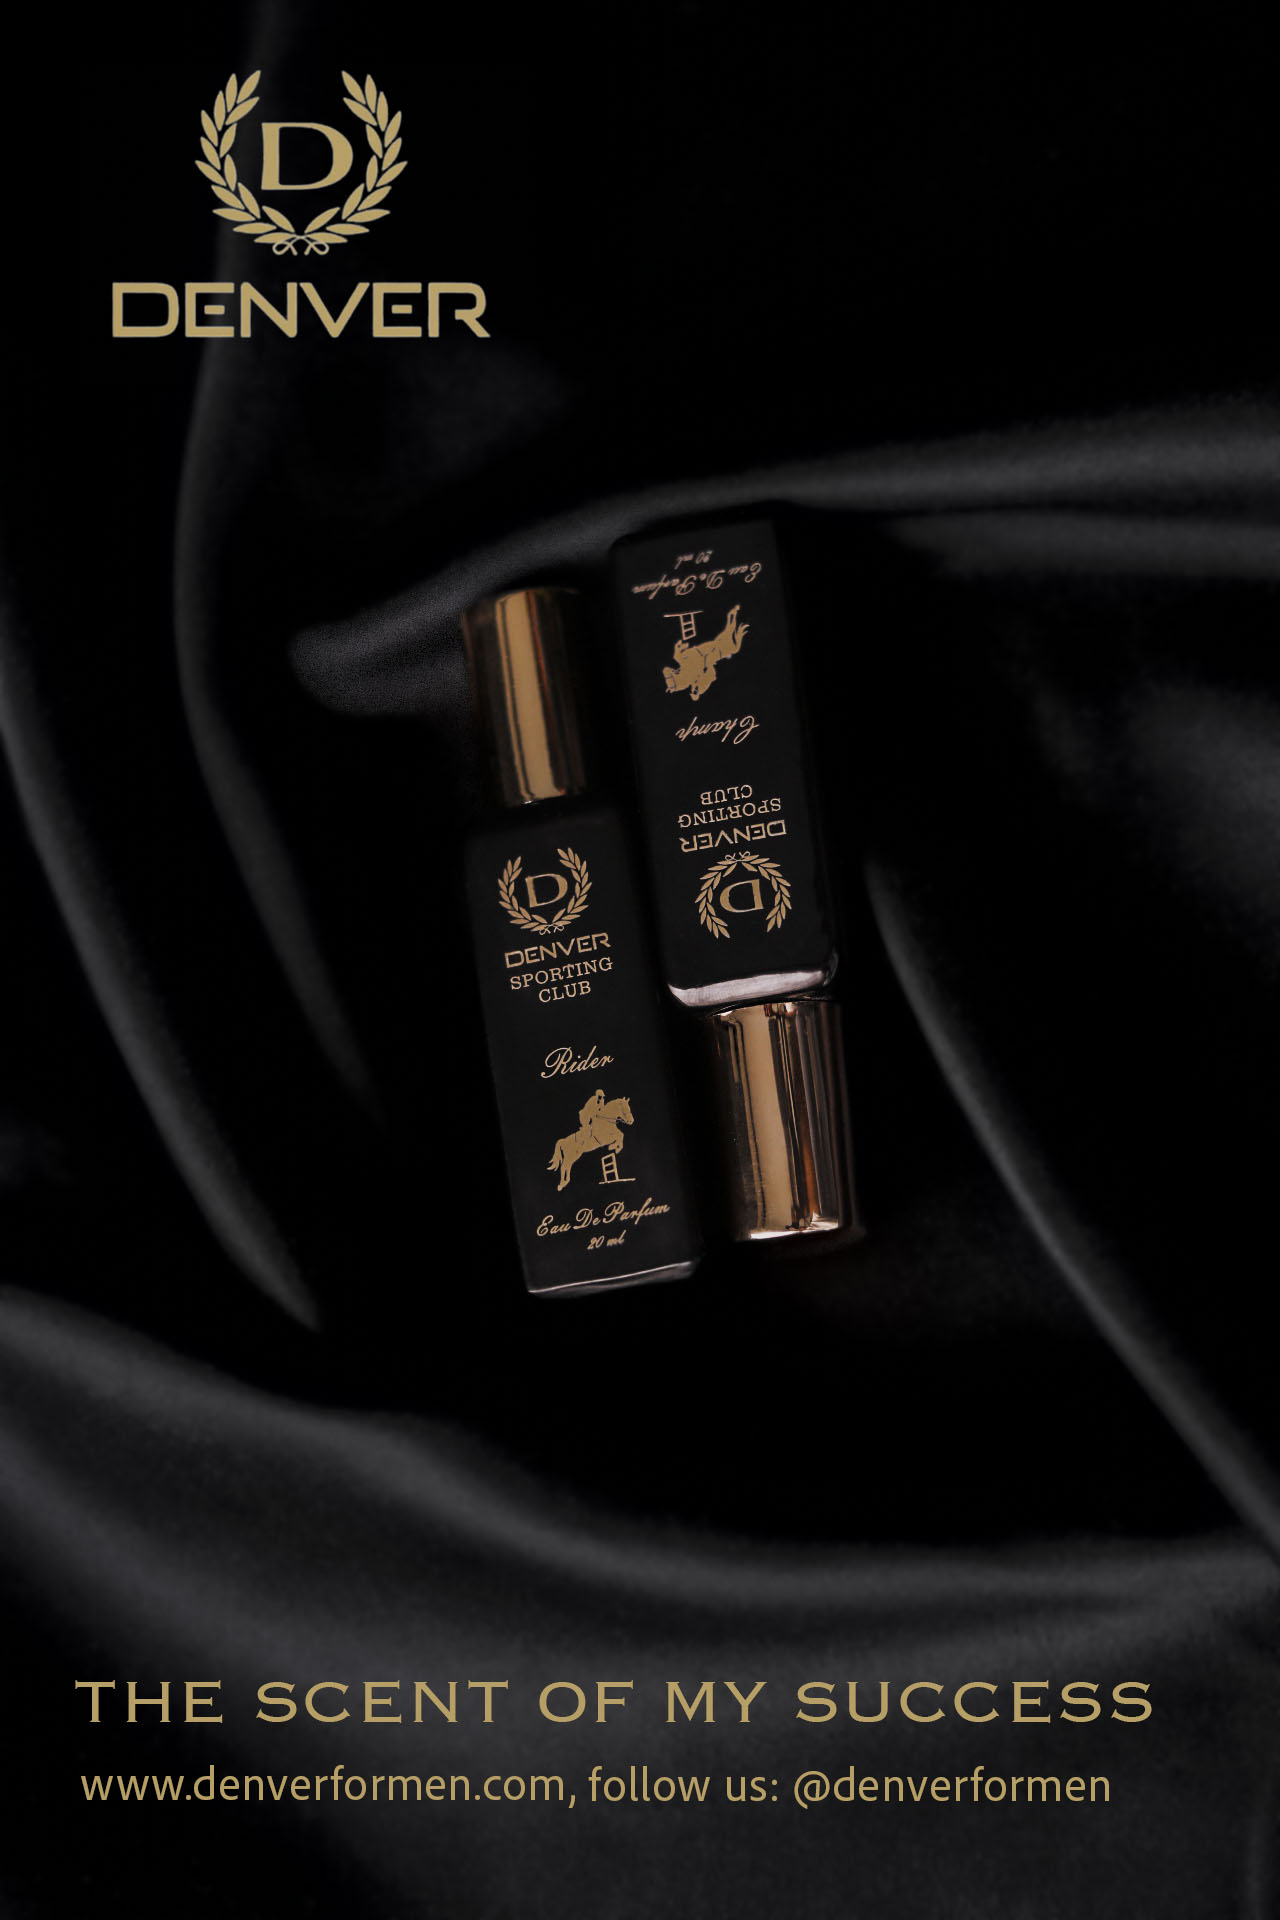 D
DENVER
D
DENVER
SPORTING
CLUB
Rider
Eau De Parfum
20 ml
D
DENVER
SPORTING
CLUB
Champ
Eau De Parfum
20 ml
THE SCENT OF MY SUCCESS
www.denverformen.com, follow us: @denverformen